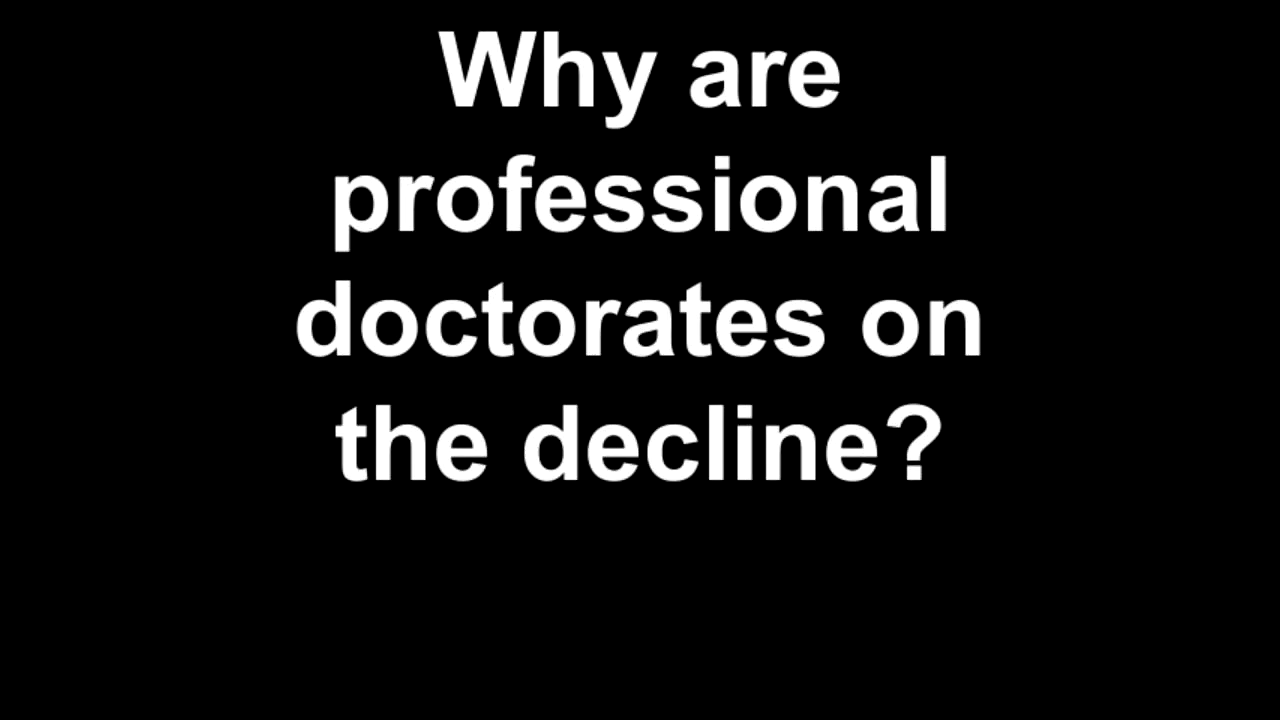 Why are
professional
doctorates on
the decline?